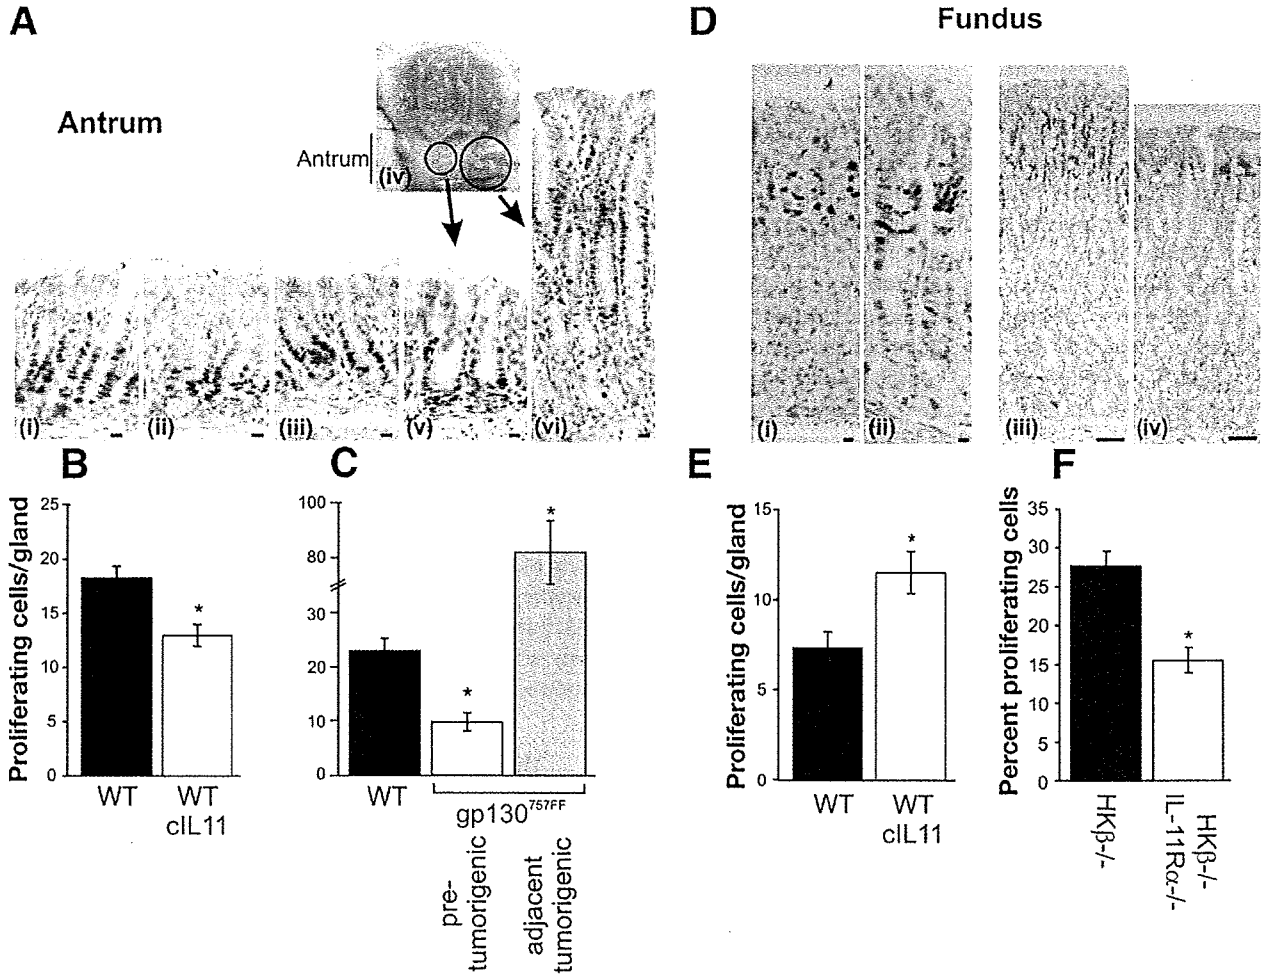 A
Antrum
Antrum
(iv)
(i)
(ii)
(iii)
(v)
(vi)
D
Fundus
(i)
(ii)
(iii)
(iv)
B
Proliferating cells/gland
25
20
15
10
5
0
WT
WT
cIL11
*
C
100
80
30
20
10
0
*
*
WT
gp130757FF
pre-
tumorigenic
adjacent
tumorigenic
E
Proliferating cells/gland
15
10
5
0
*
WT
WT
cIL11
F
Percent proliferating cells
35
30
25
20
15
10
5
0
*
HKβ-/-
HKβ-/-
IL-11Rα-/-